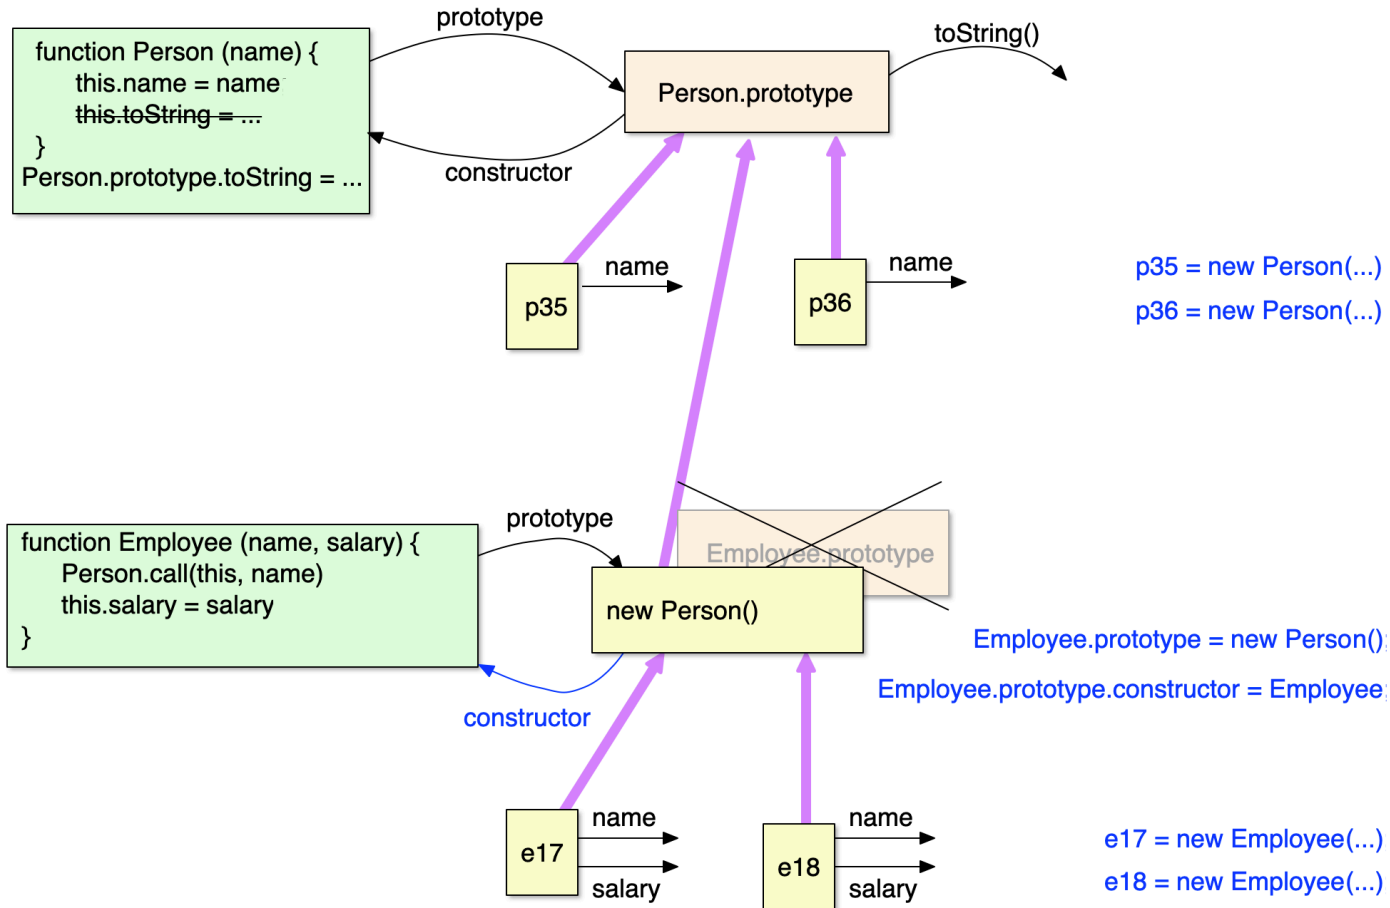 prototype
toString()
function Person (name) {
this.name = name
this.toString = ...
}
Person.prototype.toString = ...
Person.prototype
constructor
name
name
p35
p36
p35 = new Person(...)
p36 = new Person(...)
prototype
function Employee (name, salary) {
Person.call(this, name)
this.salary = salary
}
Employee.prototype
new Person()
Employee.prototype = new Person();
Employee.prototype.constructor = Employee;
constructor
name
name
e17
e18
salary
salary
e17 = new Employee(...)
e18 = new Employee(...)